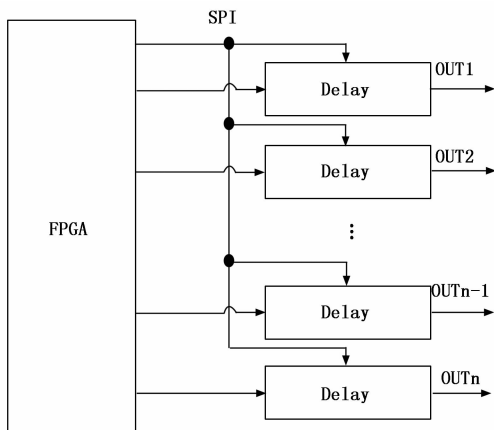 SPI
OUT1
Delay
OUT2
Delay
FPGA
OUTn-1
Delay
OUTn
Delay